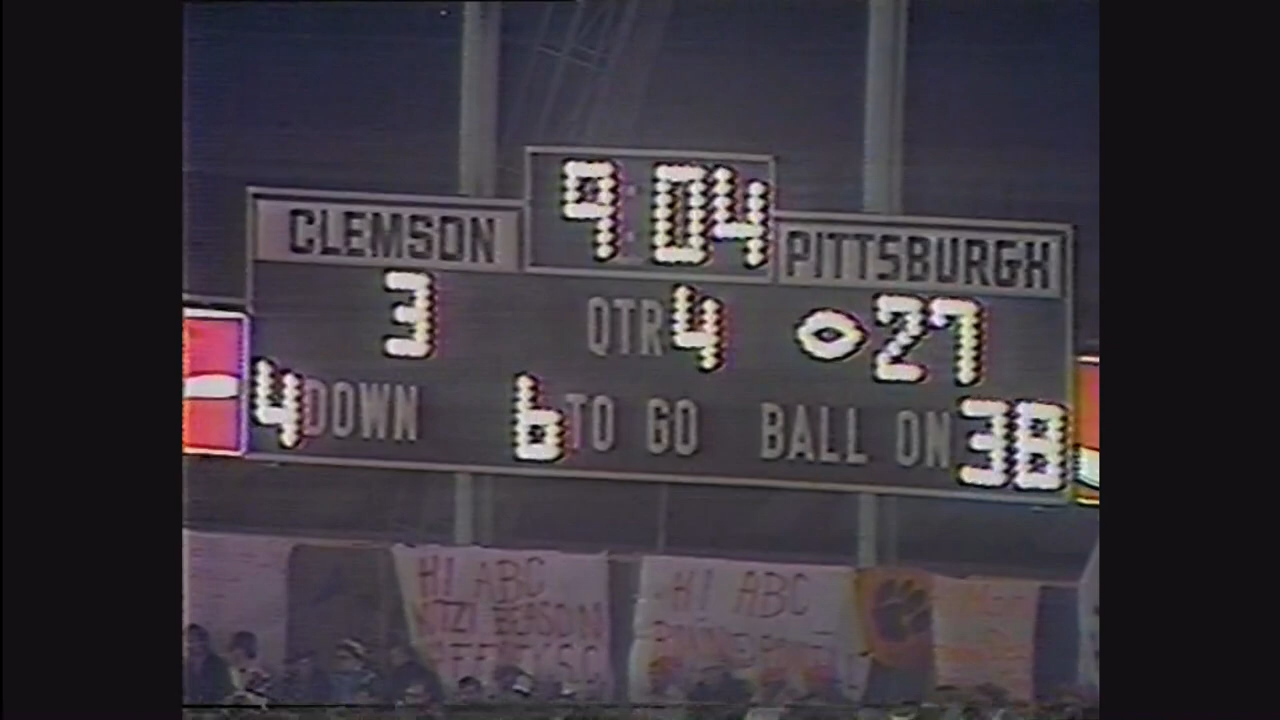 9:04
CLEMSON PITTSBURGH
3 QTR 4 27
4 DOWN 6 TO GO BALL ON 38
HI ABC
HI ABC